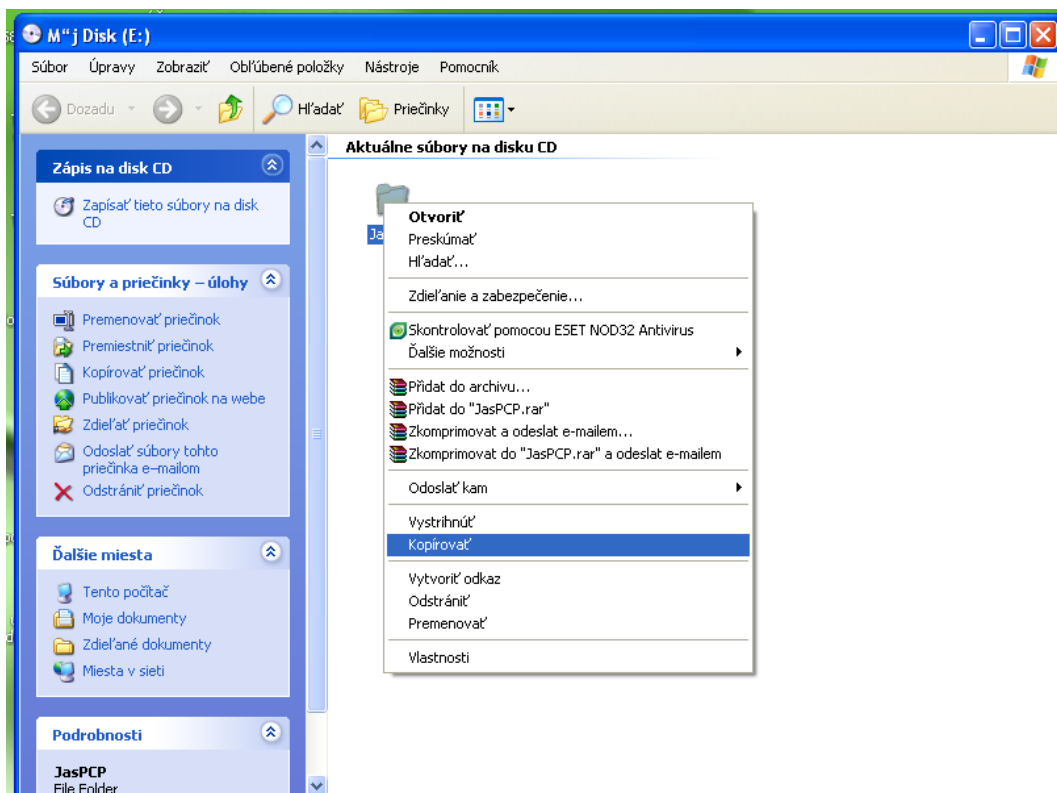 M“j Disk (E:)
Súbor Úpravy Zobraziť Obľúbené položky Nástroje Pomocník
Dozadu Hľadať Priečinky
Zápis na disk CD
Zapísať tieto súbory na disk
CD
Súbory a priečinky – úlohy
Premenovať priečinok
Premiestniť priečinok
Kopírovať priečinok
Publikovať priečinok na webe
Zdieľať priečinok
Odoslať súbory tohto
priečinka e-mailom
Odstrániť priečinok
Ďalšie miesta
Tento počítač
Moje dokumenty
Zdieľané dokumenty
Miesta v sieti
Podrobnosti
JasPCP
File Folder
Aktuálne súbory na disku CD
Otvoriť
Preskúmať
Hľadať...
Zdieľanie a zabezpečenie...
Skontrolovať pomocou ESET NOD32 Antivirus
Ďalšie možnosti
Přidat do archivu...
Přidat do "JasPCP.rar"
Zkomprimovat a odeslat e-mailem...
Zkomprimovat do "JasPCP.rar" a odeslat e-mailem
Odoslať kam
Vystrihnúť
Kopírovať
Vytvoriť odkaz
Odstrániť
Premenovať
Vlastnosti